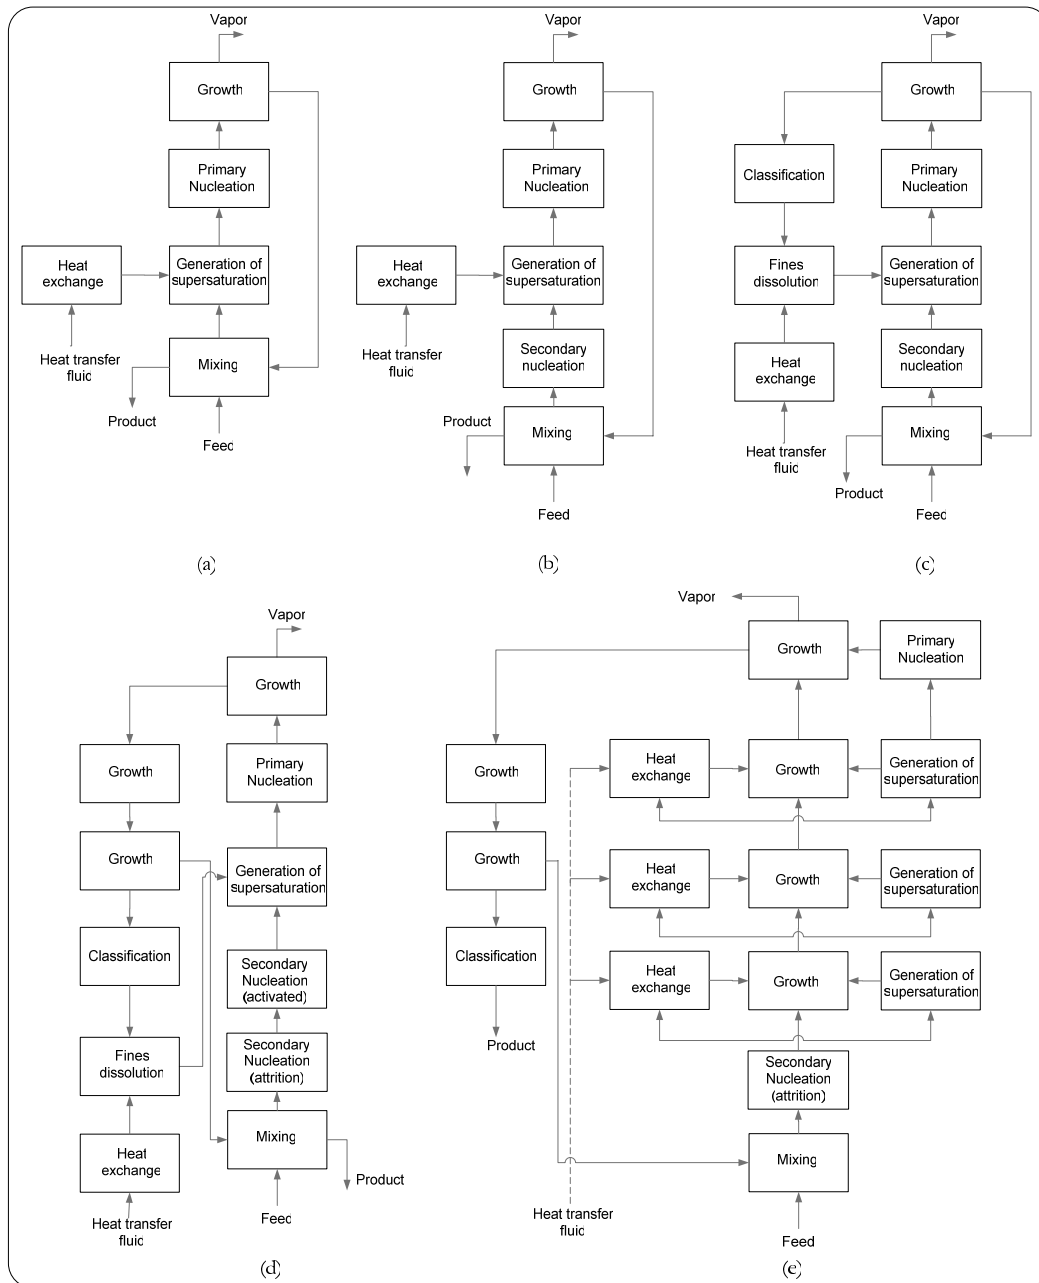 Vapor
Growth
Primary
Nucleation
Heat
exchange
Generation of
supersaturation
Heat transfer
fluid
Mixing
Product
Feed
(a)
Vapor
Growth
Primary
Nucleation
Heat
exchange
Generation of
supersaturation
Heat transfer
fluid
Secondary
nucleation
Product
Mixing
Feed
(b)
Vapor
Growth
Classification
Primary
Nucleation
Fines
dissolution
Generation of
supersaturation
Heat
exchange
Secondary
nucleation
Heat transfer
fluid
Mixing
Product
Feed
(c)
Vapor
Growth
Growth
Primary
Nucleation
Growth
Generation of
supersaturation
Classification
Secondary
Nucleation
(activated)
Fines
dissolution
Secondary
Nucleation
(attrition)
Heat
exchange
Mixing
Product
Heat transfer
fluid
Feed
(d)
Vapor
Growth
Primary
Nucleation
Growth
Heat
exchange
Growth
Generation of
supersaturation
Growth
Heat
exchange
Growth
Generation of
supersaturation
Classification
Heat
exchange
Growth
Generation of
supersaturation
Product
Secondary
Nucleation
(attrition)
Mixing
Heat transfer
fluid
Feed
(e)